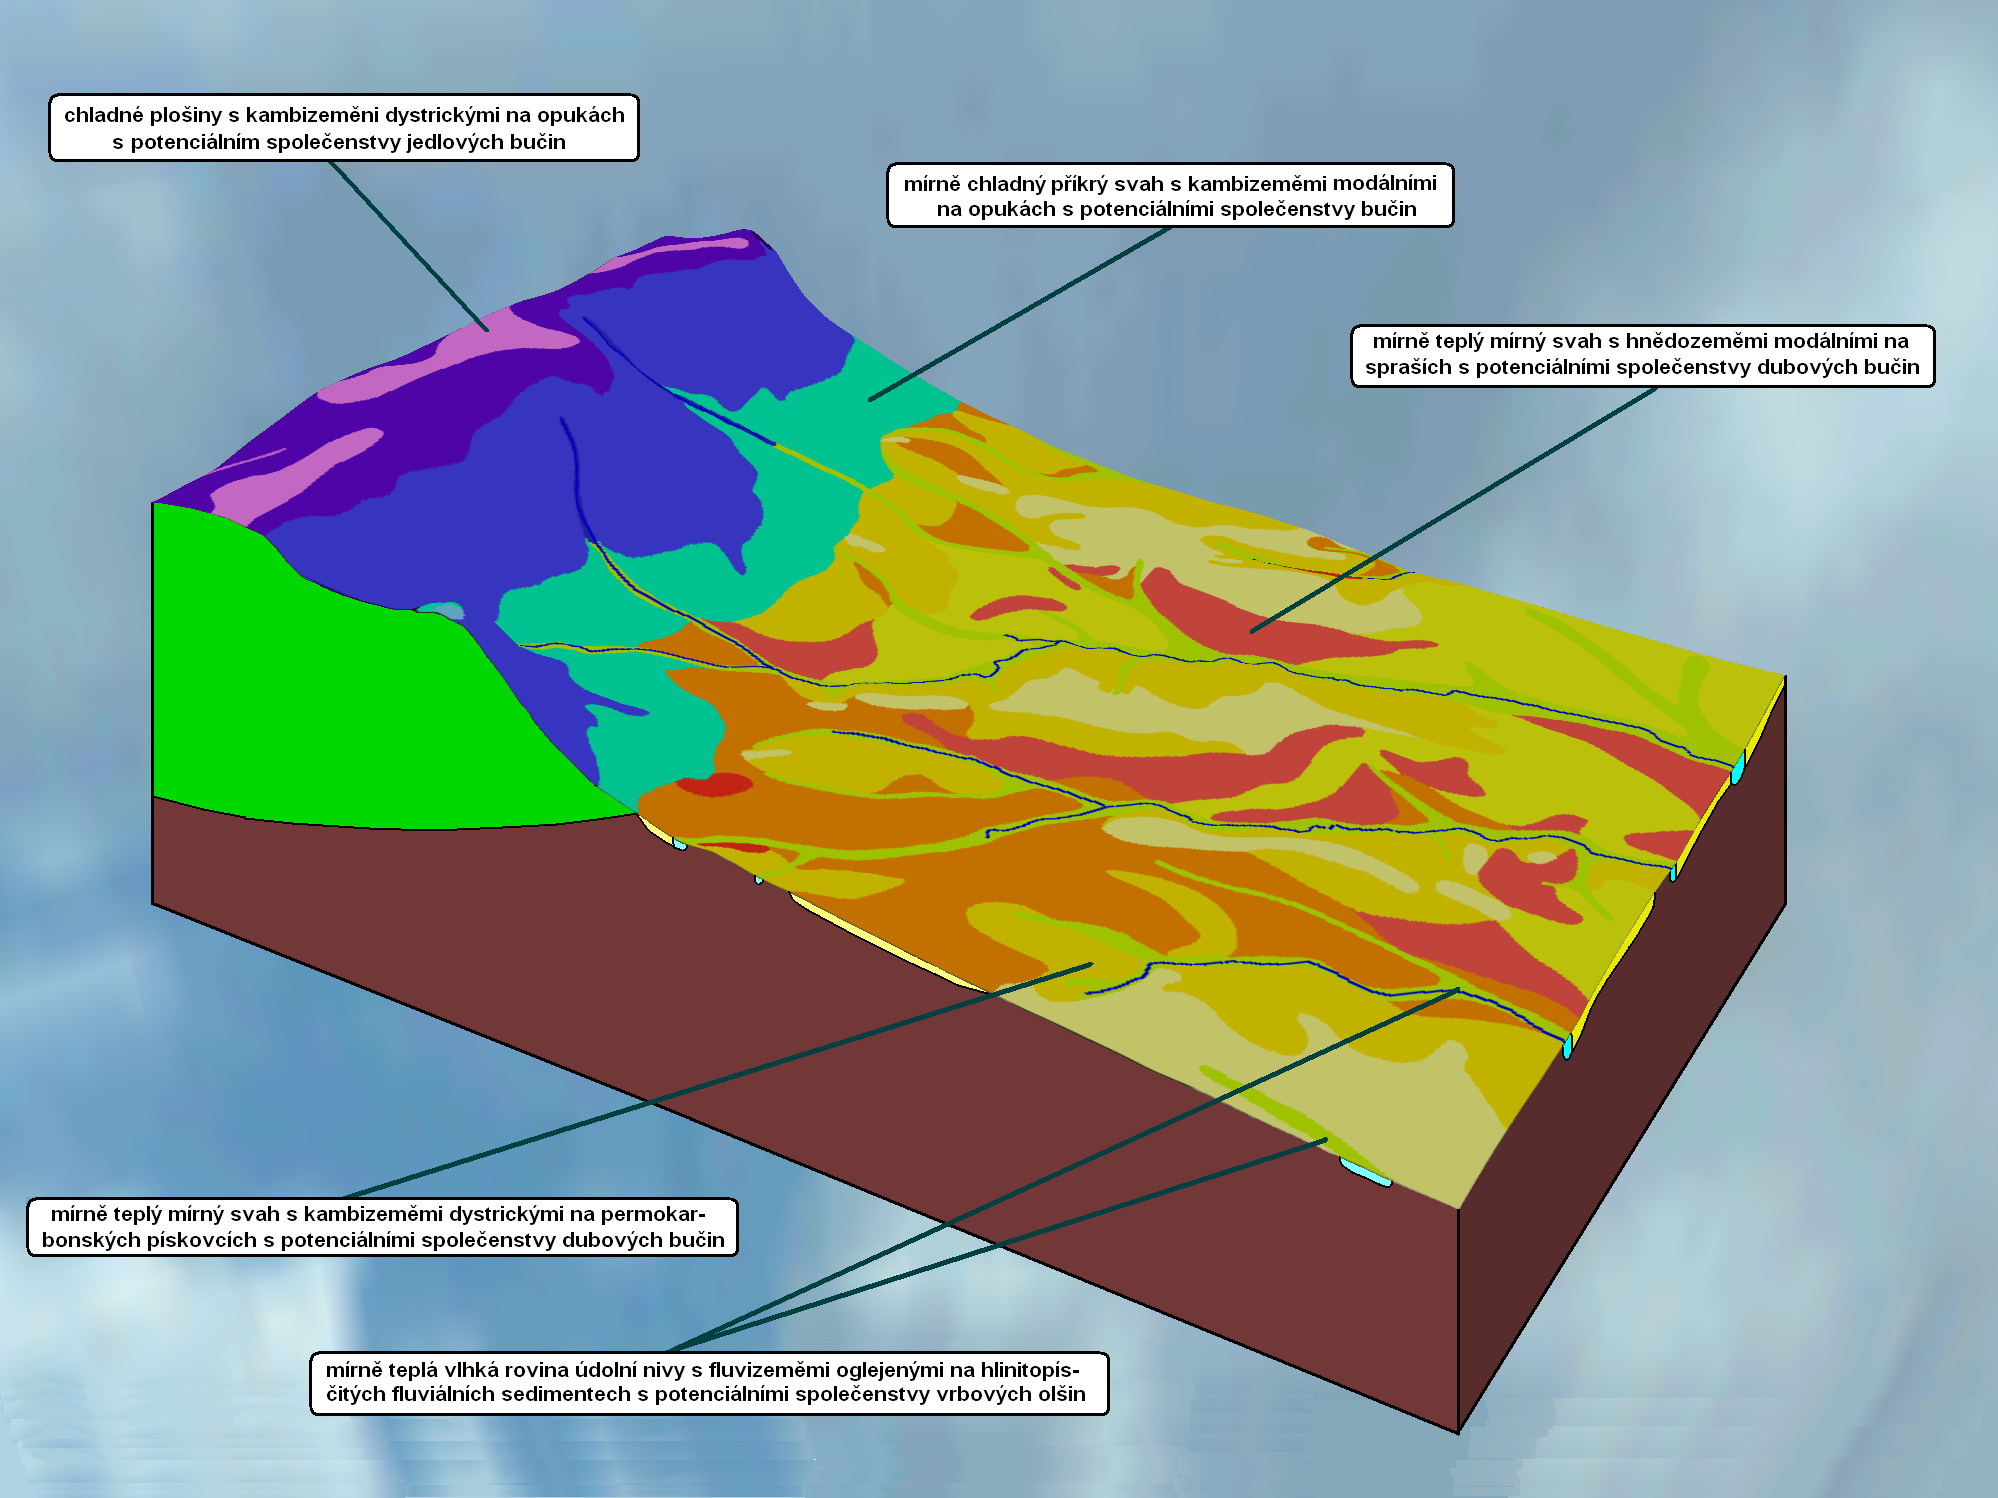 chladné plošiny s kambizeměni dystrickými na opukách
s potenciálním společenstvy jedlových bučin
mírně chladný příkrý svah s kambizeměmi modálními
na opukách s potenciálními společenstvy bučin
mírně teplý mírný svah s hnědozeměmi modálními na
spraších s potenciálními společenstvy dubových bučin
mírně teplý mírný svah s kambizeměmi dystrickými na permokar-
bonských pískovcích s potenciálními společenstvy dubových bučin
mírně teplá vlhká rovina údolní nivy s fluvizeměmi oglejenými na hlinitopís-
čitých fluviálních sedimentech s potenciálními společenstvy vrbových olšin